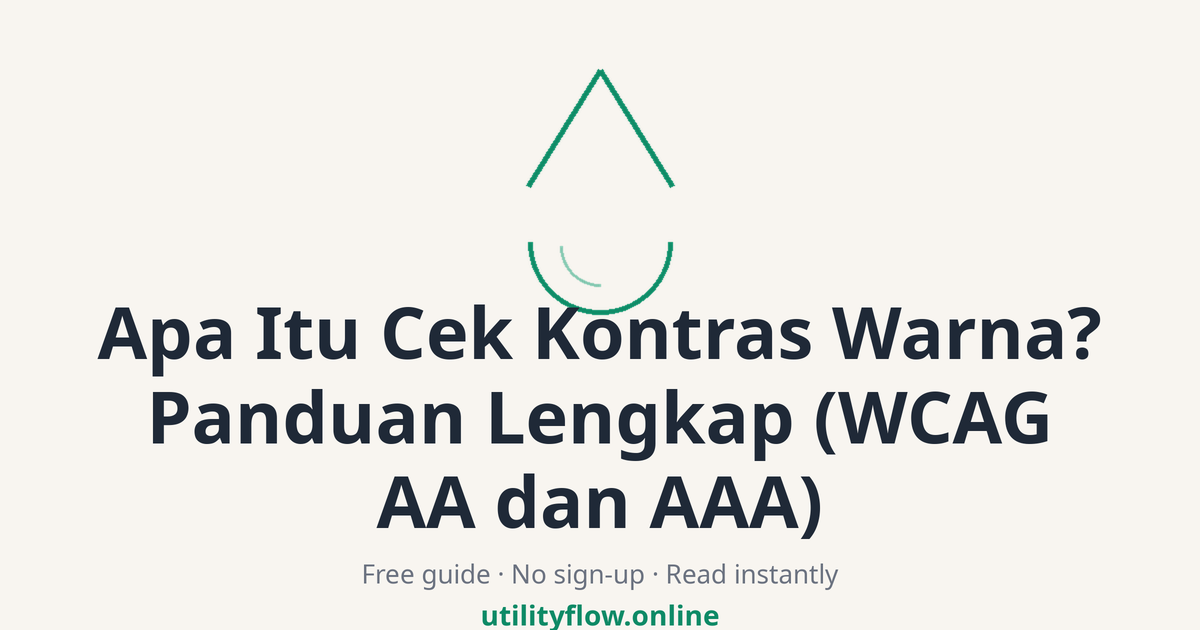 Apa Itu Cek Kontras Warna?
Panduan Lengkap (WCAG
AA dan AAA)
Free guide · No sign-up · Read instantly
utilityflow.online